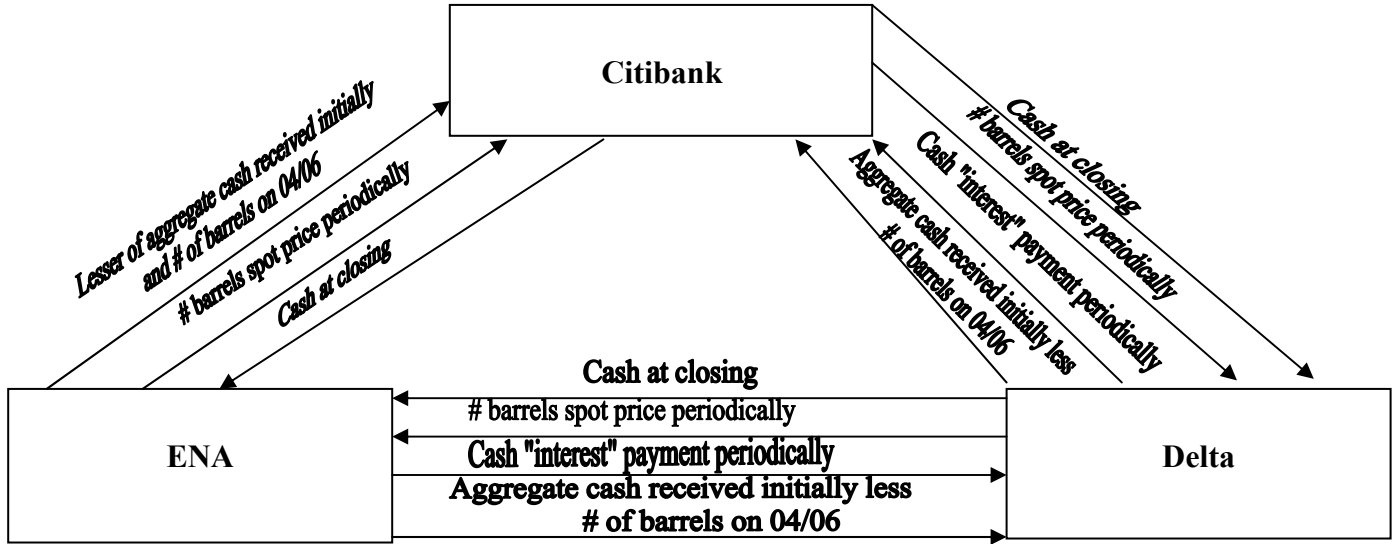 Citibank
Lesser of aggregate cash received initially
and # of barrels on 04/06
# barrels spot price periodically
Cash at closing
Cash at closing
# barrels spot price periodically
Cash "interest" payment periodically
Aggregate cash received initially less
# of barrels on 04/06
ENA
Cash at closing
# barrels spot price periodically
Cash "interest" payment periodically
Aggregate cash received initially less
# of barrels on 04/06
Delta